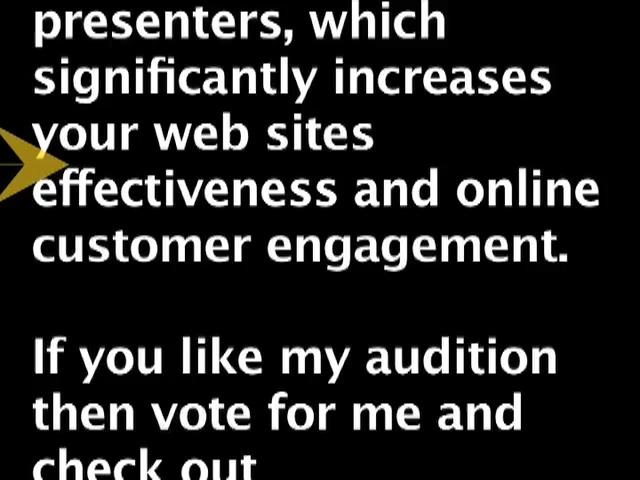 presenters, which
significantly increases
your web sites
effectiveness and online
customer engagement.
If you like my audition
then vote for me and
check out